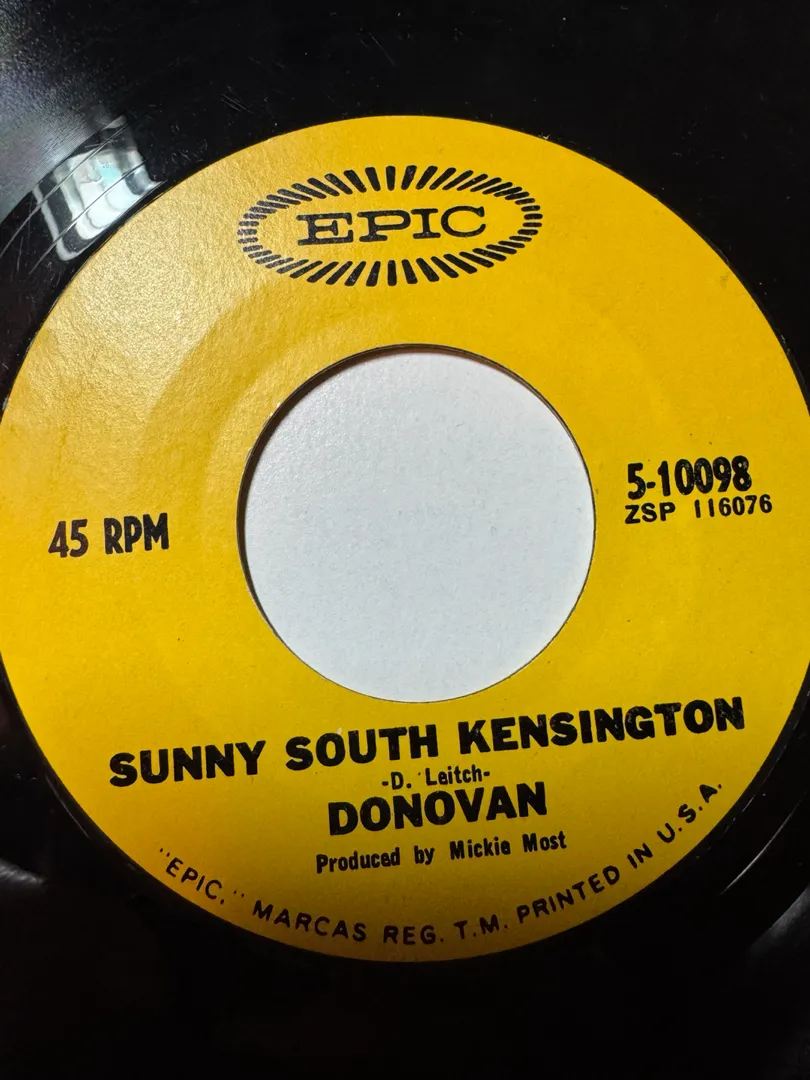 EPIC
5-10098
ZSP 116076
45 RPM
SUNNY SOUTH KENSINGTON
-D. Leitch-
DONOVAN
Produced by Mickie Most
"EPIC," MARCAS REG. T.M. PRINTED IN U.S.A.